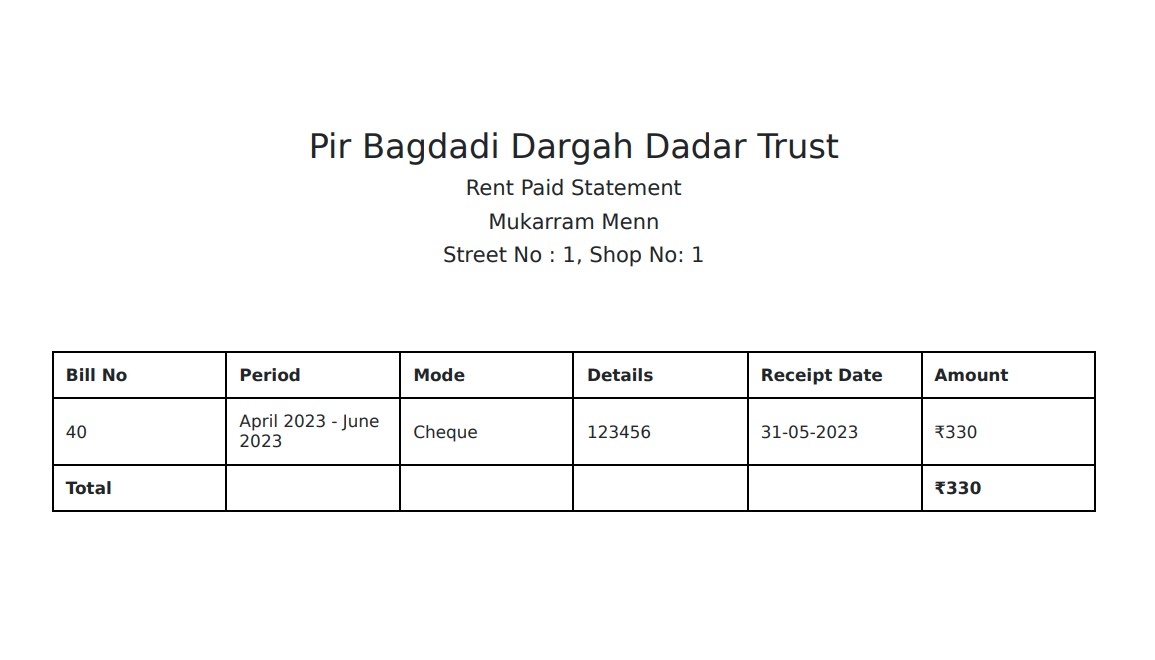 Pir Bagdadi Dargah Dadar Trust
Rent Paid Statement
Mukarram Menn
Street No : 1, Shop No: 1
Bill No Period Mode Details Receipt Date Amount
40 April 2023 - June 2023 Cheque 123456 31-05-2023 ₹330
Total ₹330